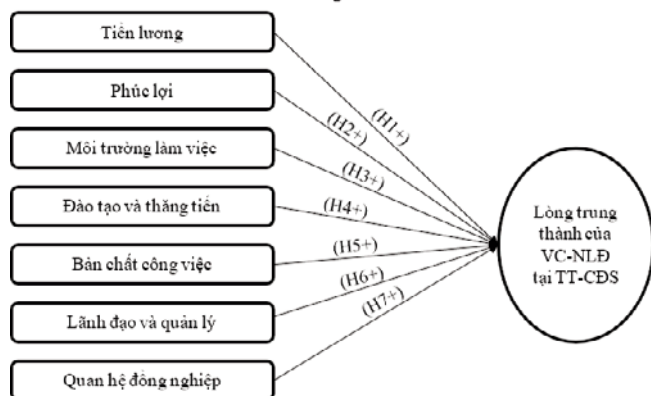 Tiền lương
Phúc lợi
Môi trường làm việc
Đào tạo và thăng tiến
Bản chất công việc
Lãnh đạo và quản lý
Quan hệ đồng nghiệp
(H1+)
(H2+)
(H3+)
(H4+)
(H5+)
(H6+)
(H7+)
Lòng trung
thành của
VC-NLĐ
tại TT-CĐS